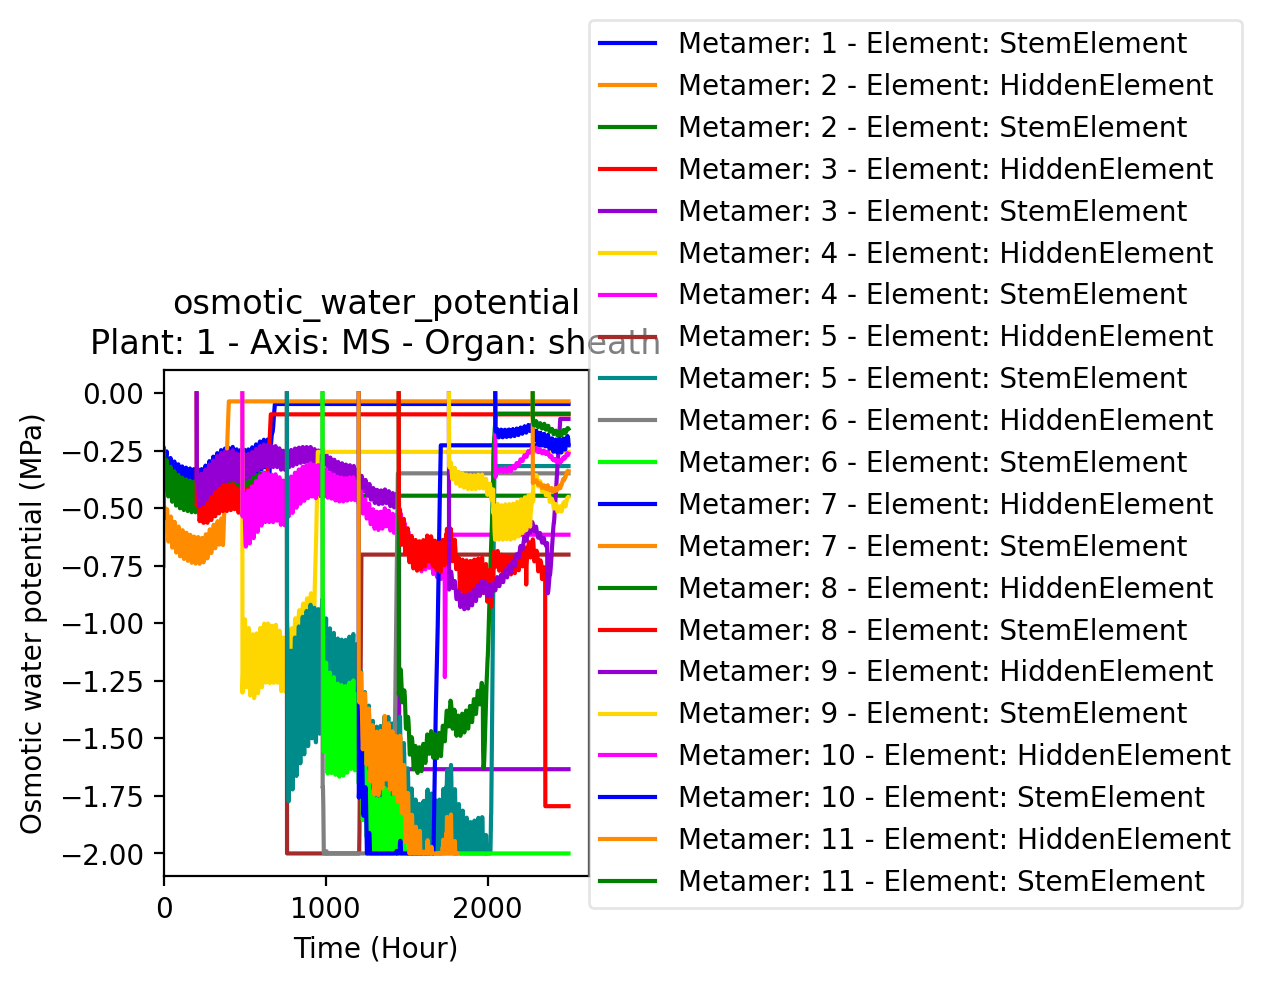 osmotic_water_potential
Plant: 1 - Axis: MS - Organ: sheath
Osmotic water potential (MPa)
0.00
−0.25
−0.50
−0.75
−1.00
−1.25
−1.50
−1.75
−2.00
0
1000
2000
Time (Hour)
Metamer: 1 - Element: StemElement
Metamer: 2 - Element: HiddenElement
Metamer: 2 - Element: StemElement
Metamer: 3 - Element: HiddenElement
Metamer: 3 - Element: StemElement
Metamer: 4 - Element: HiddenElement
Metamer: 4 - Element: StemElement
Metamer: 5 - Element: HiddenElement
Metamer: 5 - Element: StemElement
Metamer: 6 - Element: HiddenElement
Metamer: 6 - Element: StemElement
Metamer: 7 - Element: HiddenElement
Metamer: 7 - Element: StemElement
Metamer: 8 - Element: HiddenElement
Metamer: 8 - Element: StemElement
Metamer: 9 - Element: HiddenElement
Metamer: 9 - Element: StemElement
Metamer: 10 - Element: HiddenElement
Metamer: 10 - Element: StemElement
Metamer: 11 - Element: HiddenElement
Metamer: 11 - Element: StemElement